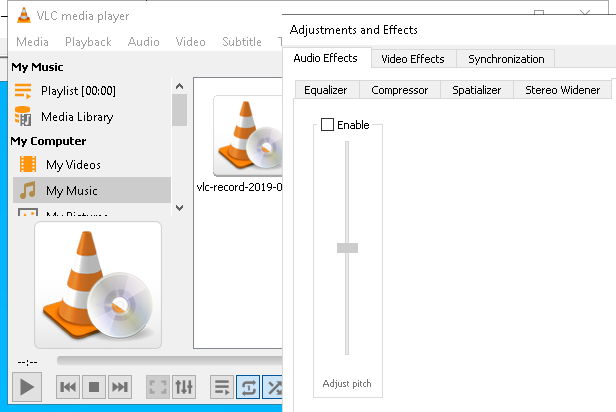 VLC media player
Media Playback Audio Video Subtitle
My Music
Playlist [00:00]
Media Library
My Computer
My Videos
My Music
My Pictures
vlc-record-2019-0
--:--
Adjustments and Effects
Audio Effects Video Effects Synchronization
Equalizer Compressor Spatializer Stereo Widener
Enable
Adjust pitch